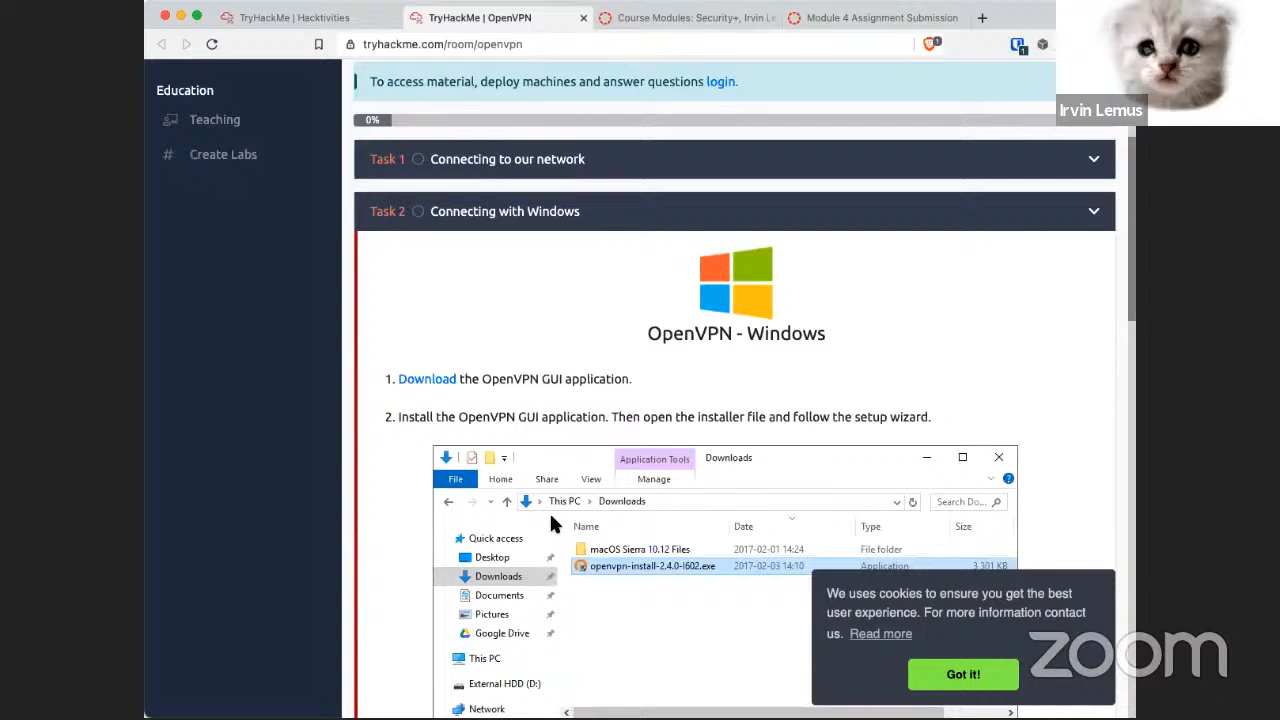 TryHackMe | Hacktivities
TryHackMe | OpenVPN
Course Modules: Security+, Irvin Le
Module 4 Assignment Submission
tryhackme.com/room/openvpn
1
1
Irvin Lemus
Education
Teaching
# Create Labs
To access material, deploy machines and answer questions login.
0%
Task 1 Connecting to our network
Task 2 Connecting with Windows
OpenVPN - Windows
1. Download the OpenVPN GUI application.
2. Install the OpenVPN GUI application. Then open the installer file and follow the setup wizard.
Application Tools Downloads
File Home Share View Manage
This PC > Downloads
Search Do...
Name Date Type Size
macOS Sierra 10.12 Files 2017-02-01 14:24 File folder
openvpn-install-2.4.0-I602.exe 2017-02-03 14:10 Application 3 301 KB
Quick access
Desktop
Downloads
Documents
Pictures
Google Drive
This PC
External HDD (D:)
Network
We uses cookies to ensure you get the best
user experience. For more information contact
us. Read more
Got it!
zoom